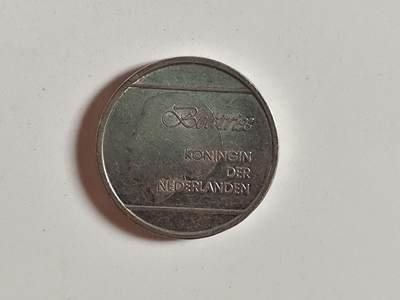 Beatrix
KONINGIN
DER
NEDERLANDEN